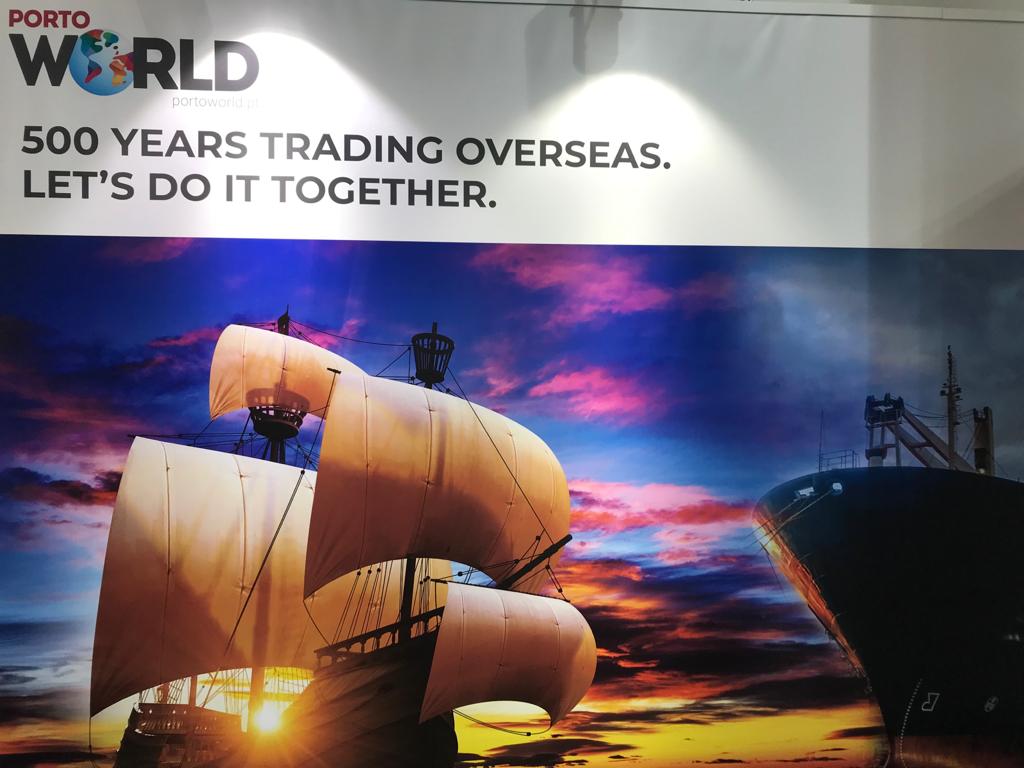 PORTO
WORLD
portoworld.pt
500 YEARS TRADING OVERSEAS.
LET'S DO IT TOGETHER.